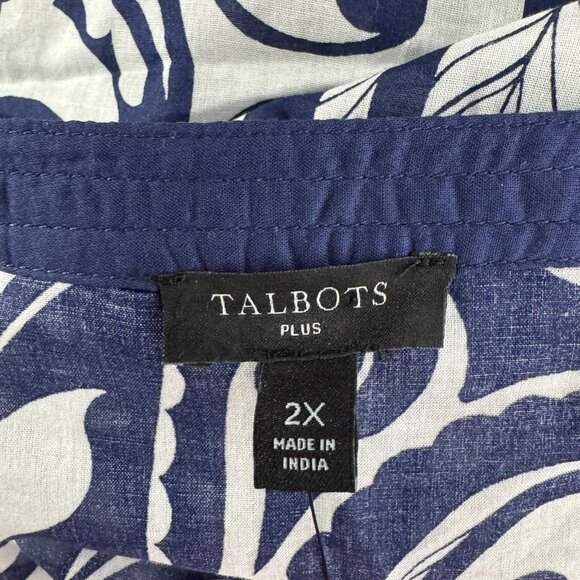 TALBOTS
PLUS
2X
MADE IN
INDIA